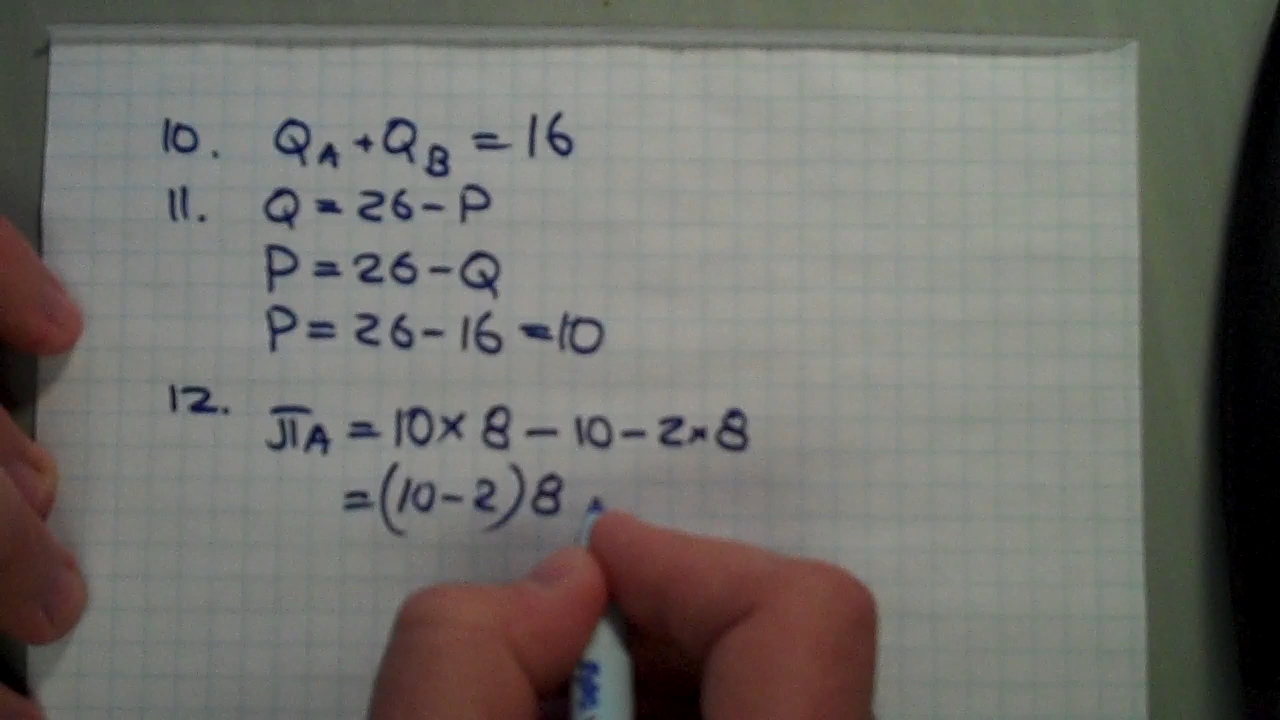 10. QA + QB = 16
11. Q = 26 - P
P = 26 - Q
P = 26 - 16 = 10
12. πA = 10 × 8 - 10 - 2 × 8
= (10 - 2) 8